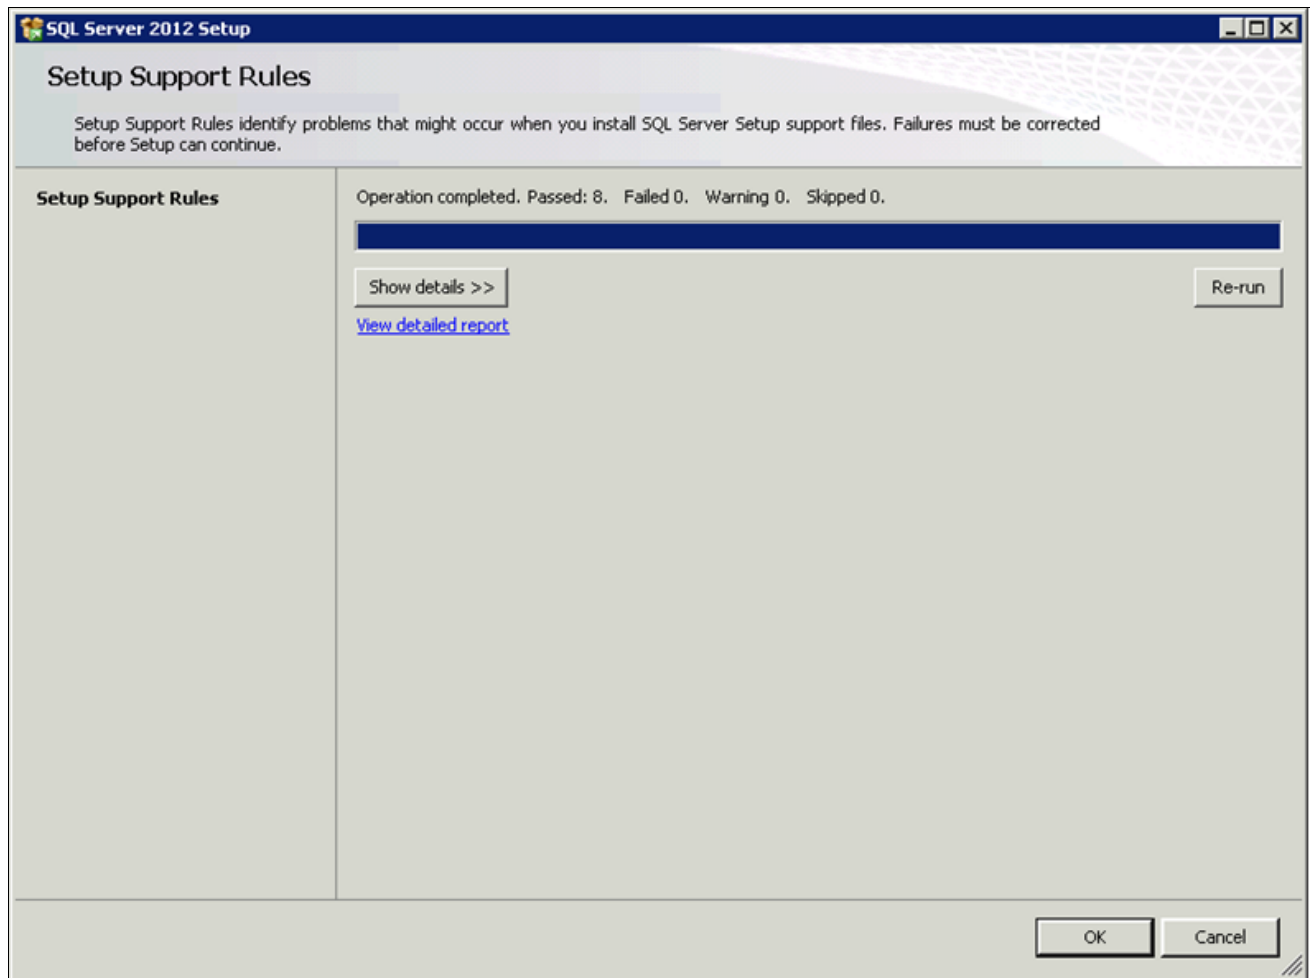 SQL Server 2012 Setup
Setup Support Rules
Setup Support Rules identify problems that might occur when you install SQL Server Setup support files. Failures must be corrected
before Setup can continue.
Setup Support Rules
Operation completed. Passed: 8.   Failed 0.   Warning 0.   Skipped 0.
Show details >>
Re-run
View detailed report
OK
Cancel